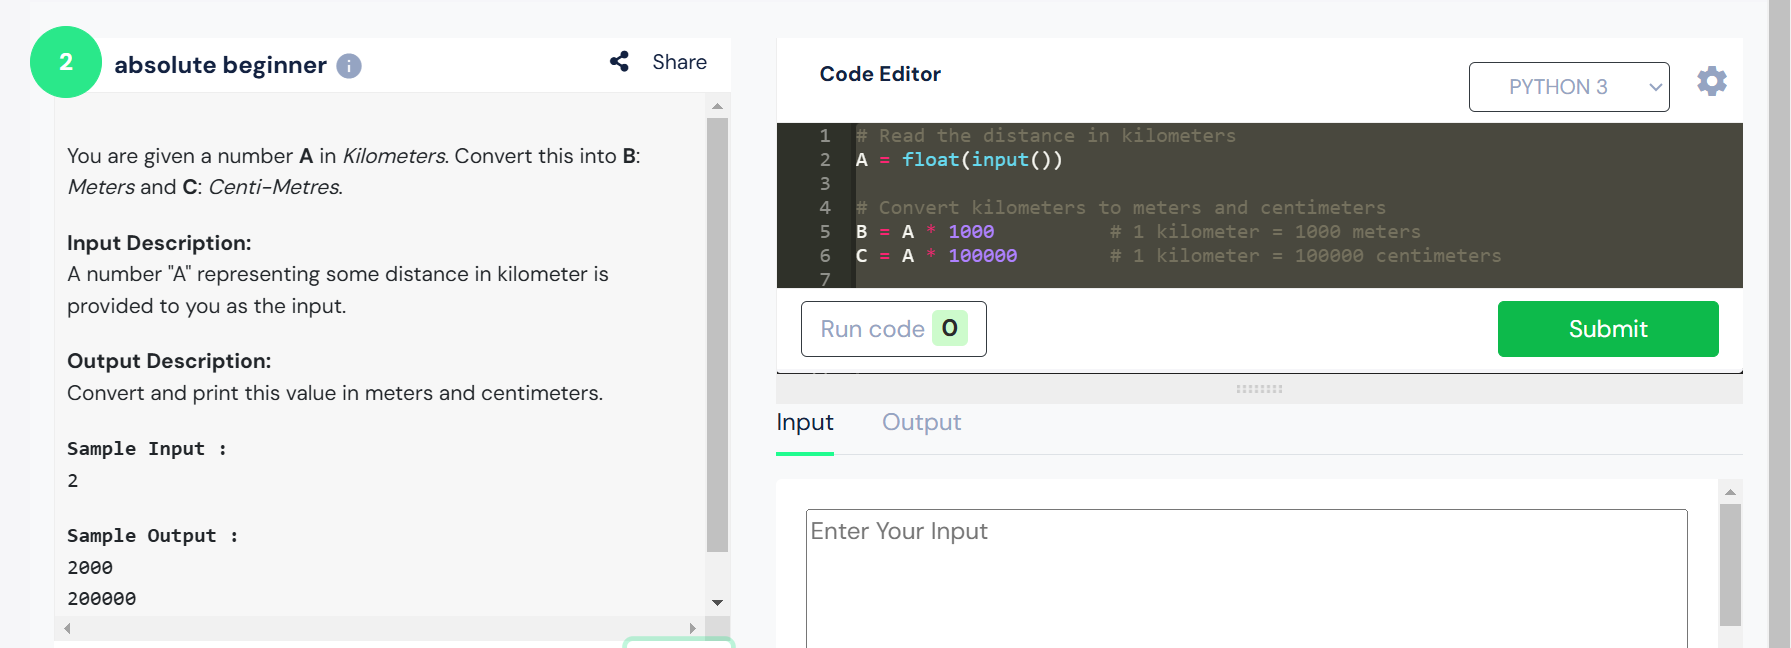 2
absolute beginner i
Share
You are given a number A in Kilometers. Convert this into B:
Meters and C: Centi-Metres.
Input Description:
A number "A" representing some distance in kilometer is
provided to you as the input.
Output Description:
Convert and print this value in meters and centimeters.
Sample Input :
2
Sample Output :
2000
200000
Code Editor
PYTHON 3
1 # Read the distance in kilometers
2 A = float(input())
3
4 # Convert kilometers to meters and centimeters
5 B = A * 1000 # 1 kilometer = 1000 meters
6 C = A * 100000 # 1 kilometer = 100000 centimeters
7
Run code 0
Submit
Input Output
Enter Your Input